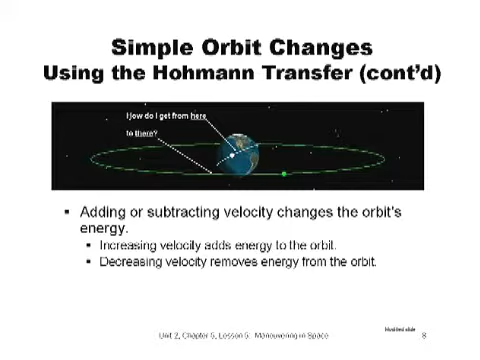 Simple Orbit Changes
Using the Hohmann Transfer (cont'd)
How do I get from here
to there?
▪ Adding or subtracting velocity changes the orbit's
energy.
▪ Increasing velocity adds energy to the orbit.
▪ Decreasing velocity removes energy from the orbit.
Modified slide
Unit 2, Chapter 5, Lesson 5: Maneuvering in Space
8